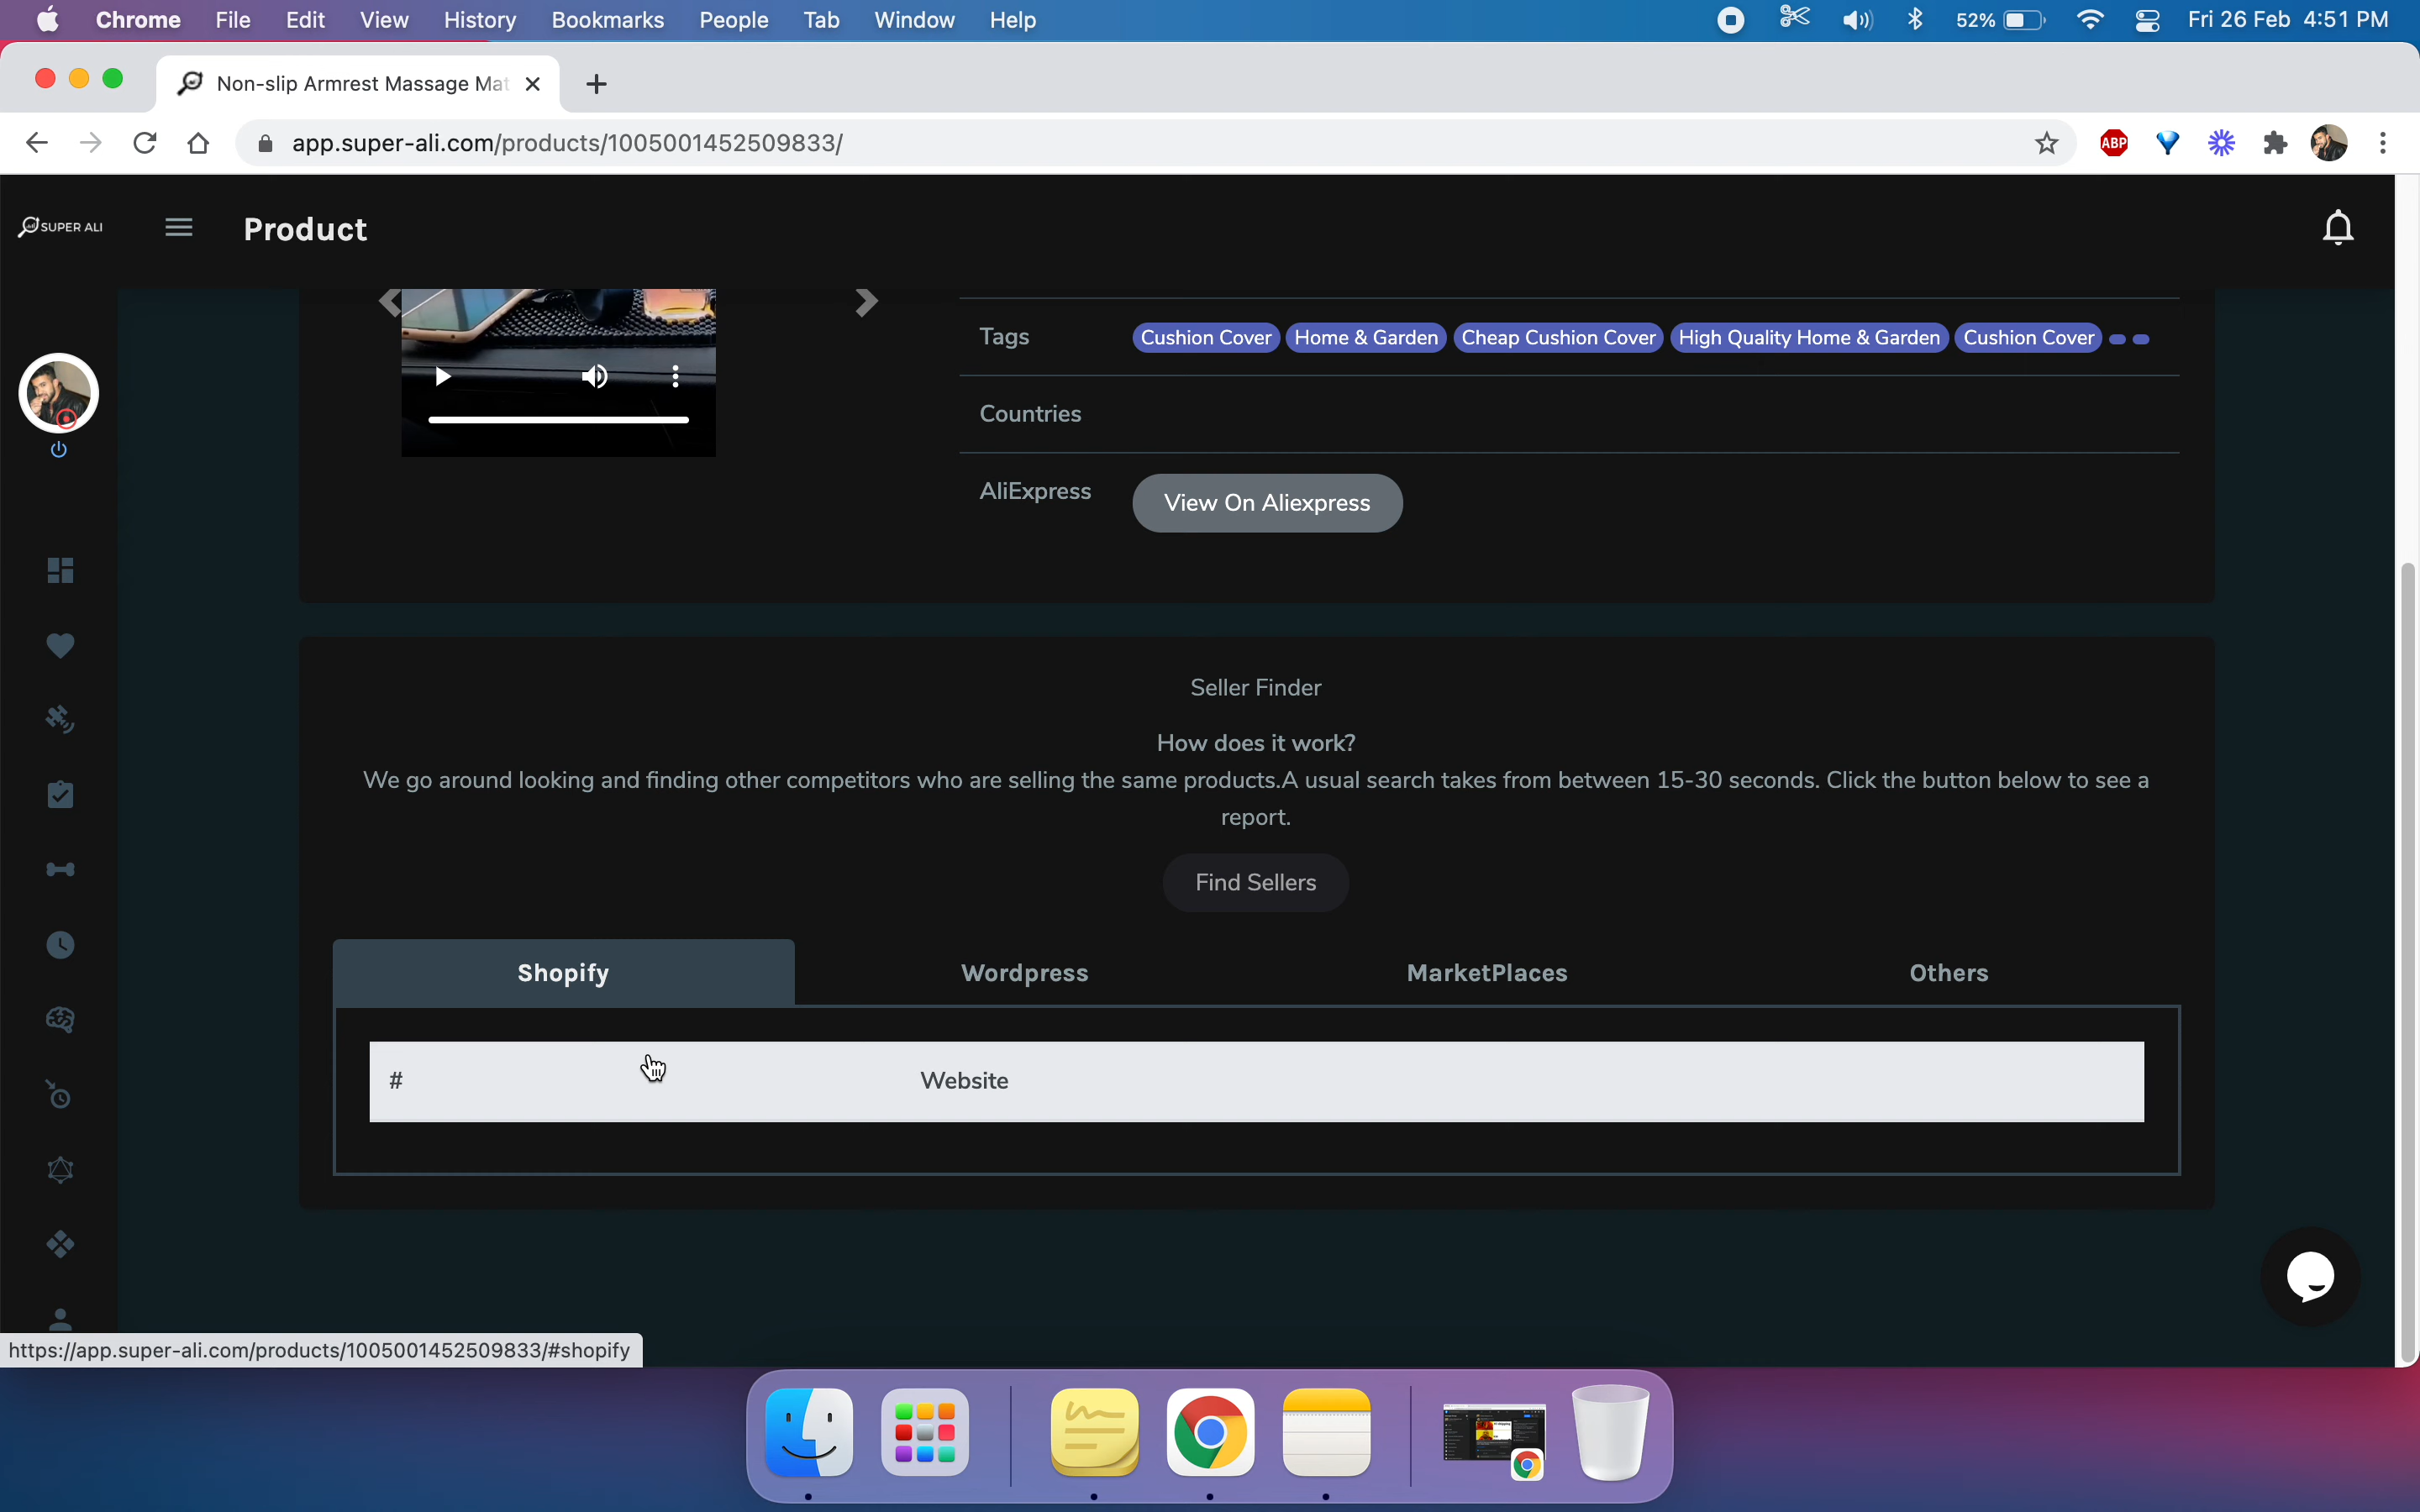 Chrome File Edit View History Bookmarks People Tab Window Help 52% Fri 26 Feb 4:51 PM
Non-slip Armrest Massage Mat
app.super-ali.com/products/1005001452509833/
ABP
SUPER ALI
Product
Tags Cushion Cover Home & Garden Cheap Cushion Cover High Quality Home & Garden Cushion Cover
Countries
AliExpress View On Aliexpress
Seller Finder
How does it work?
We go around looking and finding other competitors who are selling the same products.A usual search takes from between 15-30 seconds. Click the button below to see a
report.
Find Sellers
Shopify Wordpress MarketPlaces Others
# Website
https://app.super-ali.com/products/1005001452509833/#shopify